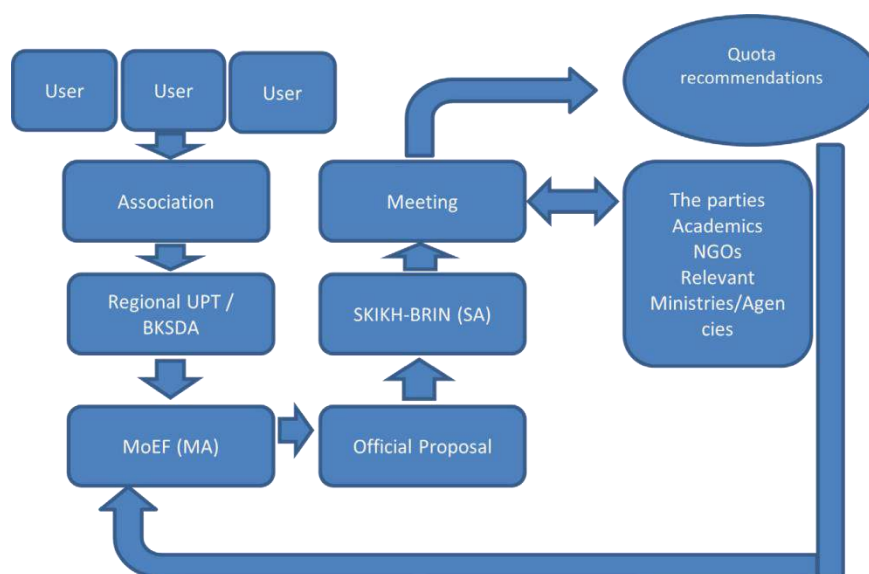 User
User
User
Association
Regional UPT /
BKSDA
MoEF (MA)
Official Proposal
SKIKH-BRIN (SA)
Meeting
Quota
recommendations
The parties
Academics
NGOs
Relevant
Ministries/Agen
cies